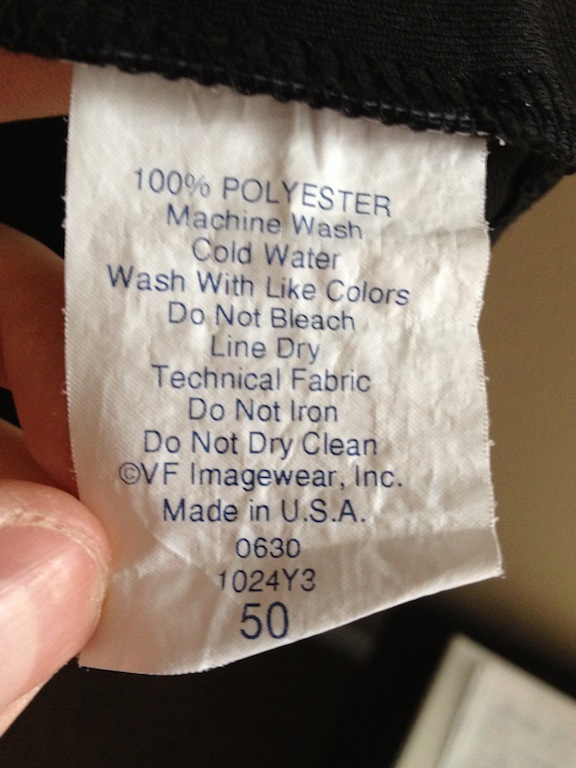 100% POLYESTER
Machine Wash
Cold Water
Wash With Like Colors
Do Not Bleach
Line Dry
Technical Fabric
Do Not Iron
Do Not Dry Clean
©VF Imagewear, Inc.
Made in U.S.A.
0630
1024Y3
50